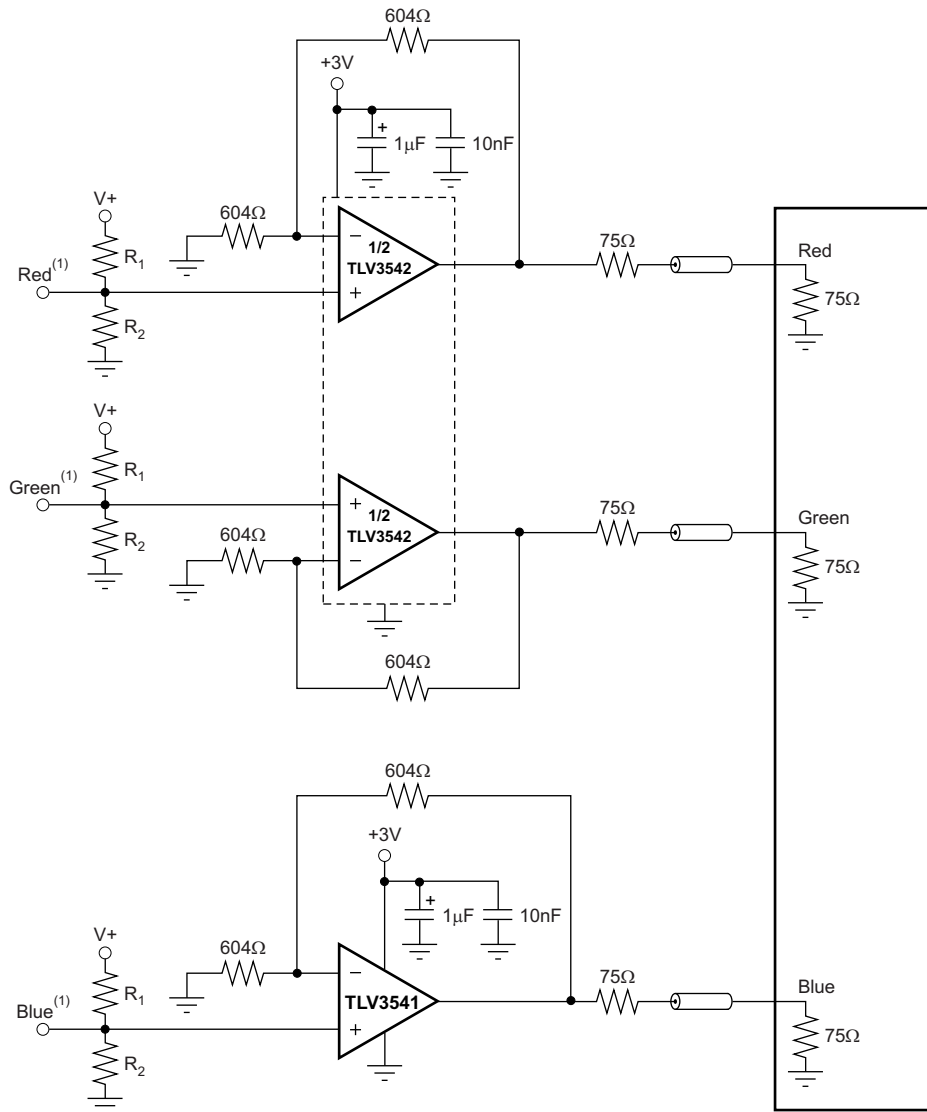 604Ω
+3V
+
1μF
10nF
V+
604Ω
R1
Red(1)
R2
−
1/2
TLV3542
+
75Ω
Red
75Ω
V+
R1
Green(1)
R2
+
1/2
TLV3542
−
604Ω
75Ω
Green
75Ω
604Ω
604Ω
+3V
+
1μF
10nF
V+
604Ω
R1
Blue(1)
R2
−
TLV3541
+
75Ω
Blue
75Ω